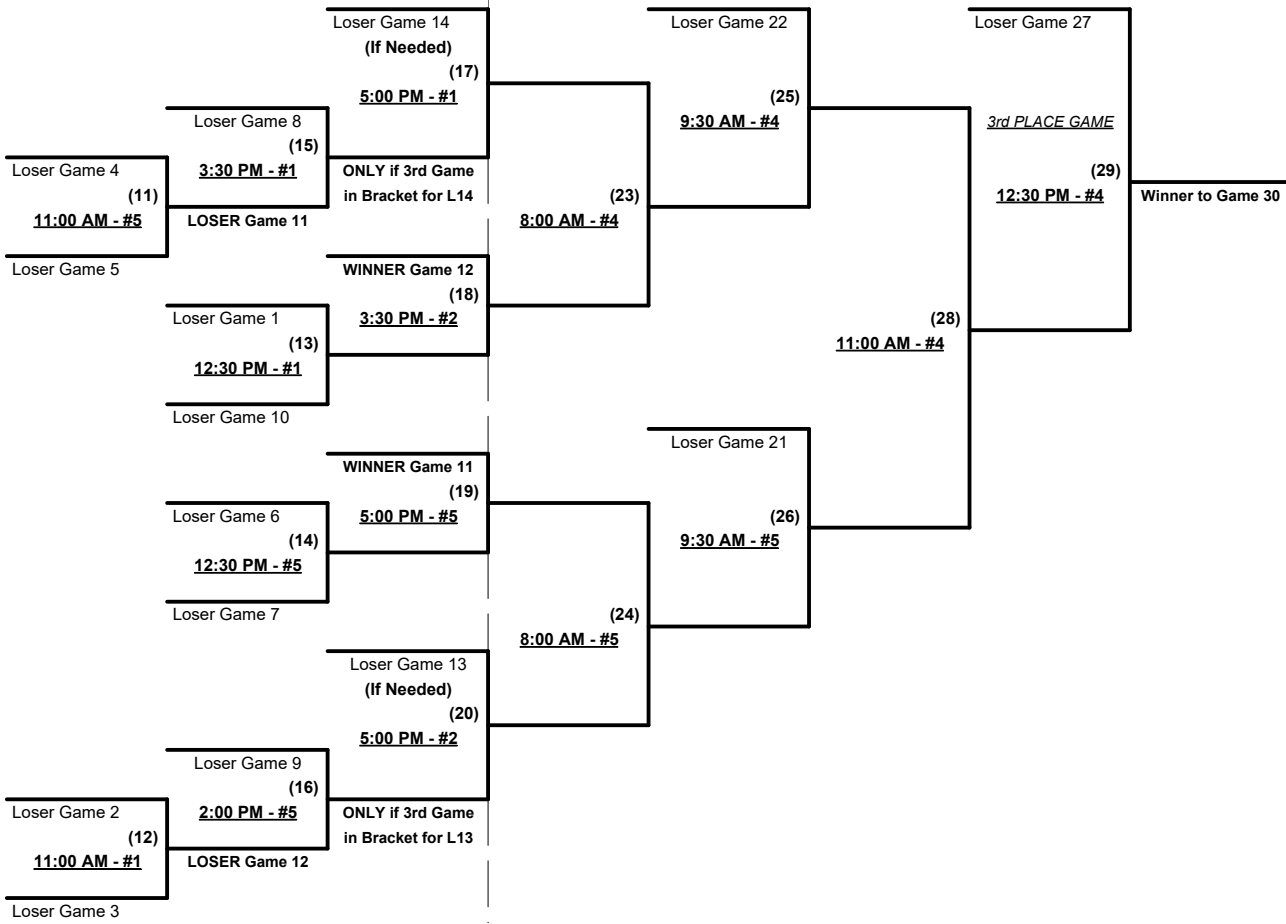 Loser Game 14
(If Needed)
(17)
5:00 PM - #1
Loser Game 22
Loser Game 27
(25)
9:30 AM - #4
3rd PLACE GAME
(29)
12:30 PM - #4
Winner to Game 30
Loser Game 8
(15)
3:30 PM - #1
ONLY if 3rd Game
in Bracket for L14
Loser Game 4
(11)
11:00 AM - #5
LOSER Game 11
Loser Game 5
(23)
8:00 AM - #4
WINNER Game 12
(18)
3:30 PM - #2
Loser Game 1
(13)
12:30 PM - #1
Loser Game 10
(28)
11:00 AM - #4
Loser Game 21
WINNER Game 11
(19)
5:00 PM - #5
Loser Game 6
(14)
12:30 PM - #5
Loser Game 7
(26)
9:30 AM - #5
(24)
8:00 AM - #5
Loser Game 13
(If Needed)
(20)
5:00 PM - #2
Loser Game 9
(16)
2:00 PM - #5
ONLY if 3rd Game
in Bracket for L13
Loser Game 2
(12)
11:00 AM - #1
LOSER Game 12
Loser Game 3